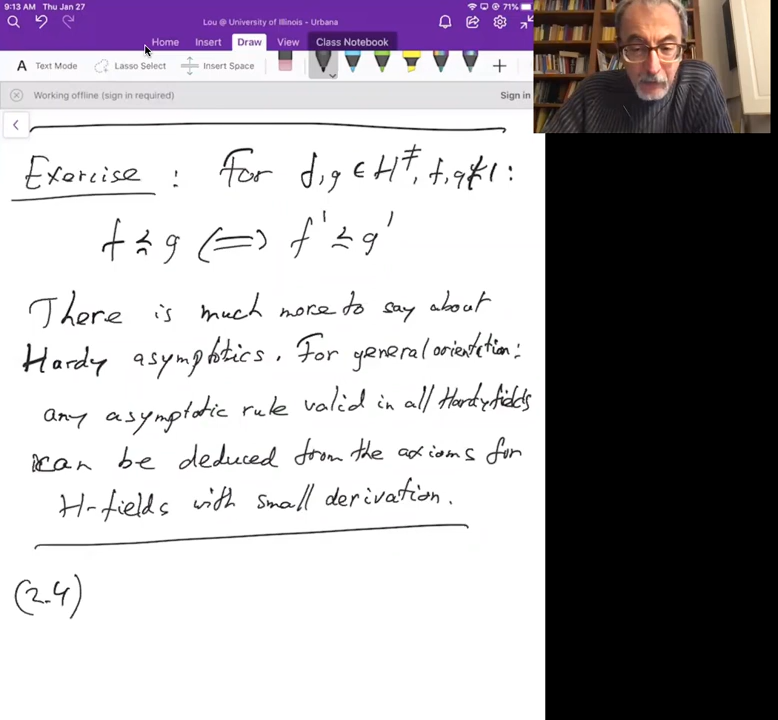 9:13 AM Thu Jan 27
71%
Lou @ University of Illinois - Urbana
Home Insert Draw View Class Notebook
A Text Mode Lasso Select Insert Space
Working offline (sign in required) Sign in
Exercise : For f,g ∈ H^≠, f,g ≭ 1 :
f ≼ g ⟺ f' ≼ g'
There is much more to say about
Hardy asymptotics. For general orientation:
any asymptotic rule valid in all Hardy fields
can be deduced from the axioms for
H-fields with small derivation.
(2.4)